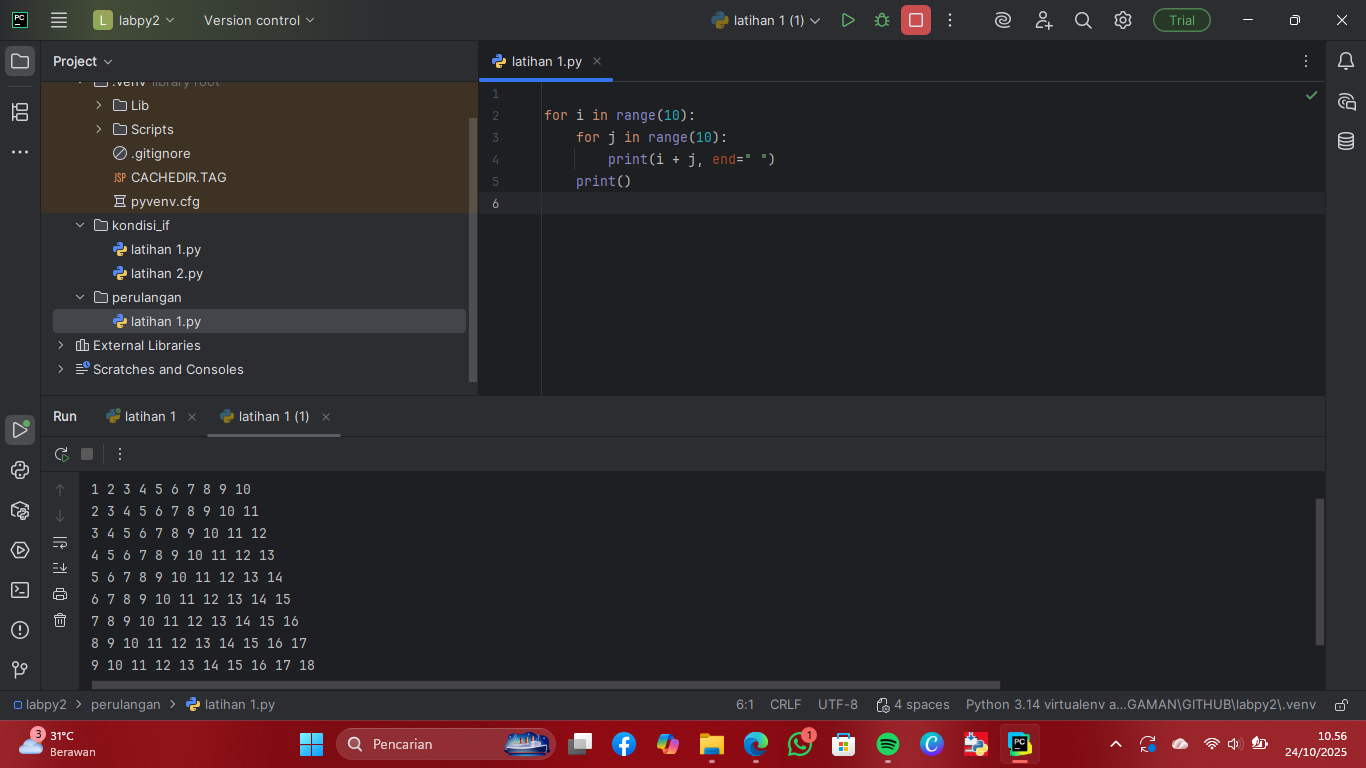 PC L labpy2 Version control latihan 1 (1) Trial
Project
latihan 1.py
.venv library root
Lib
Scripts
.gitignore
JSP CACHEDIR.TAG
pyvenv.cfg
kondisi_if
latihan 1.py
latihan 2.py
perulangan
latihan 1.py
External Libraries
Scratches and Consoles
1
2 for i in range(10):
3 for j in range(10):
4 print(i + j, end=" ")
5 print()
6
Run latihan 1 latihan 1 (1)
1 2 3 4 5 6 7 8 9 10
2 3 4 5 6 7 8 9 10 11
3 4 5 6 7 8 9 10 11 12
4 5 6 7 8 9 10 11 12 13
5 6 7 8 9 10 11 12 13 14
6 7 8 9 10 11 12 13 14 15
7 8 9 10 11 12 13 14 15 16
8 9 10 11 12 13 14 15 16 17
9 10 11 12 13 14 15 16 17 18
labpy2 > perulangan > latihan 1.py 6:1 CRLF UTF-8 4 spaces Python 3.14 virtualenv a...GAMAN\GITHUB\labpy2\.venv
3 31°C
Berawan
Pencarian
1
PC
10.56
24/10/2025